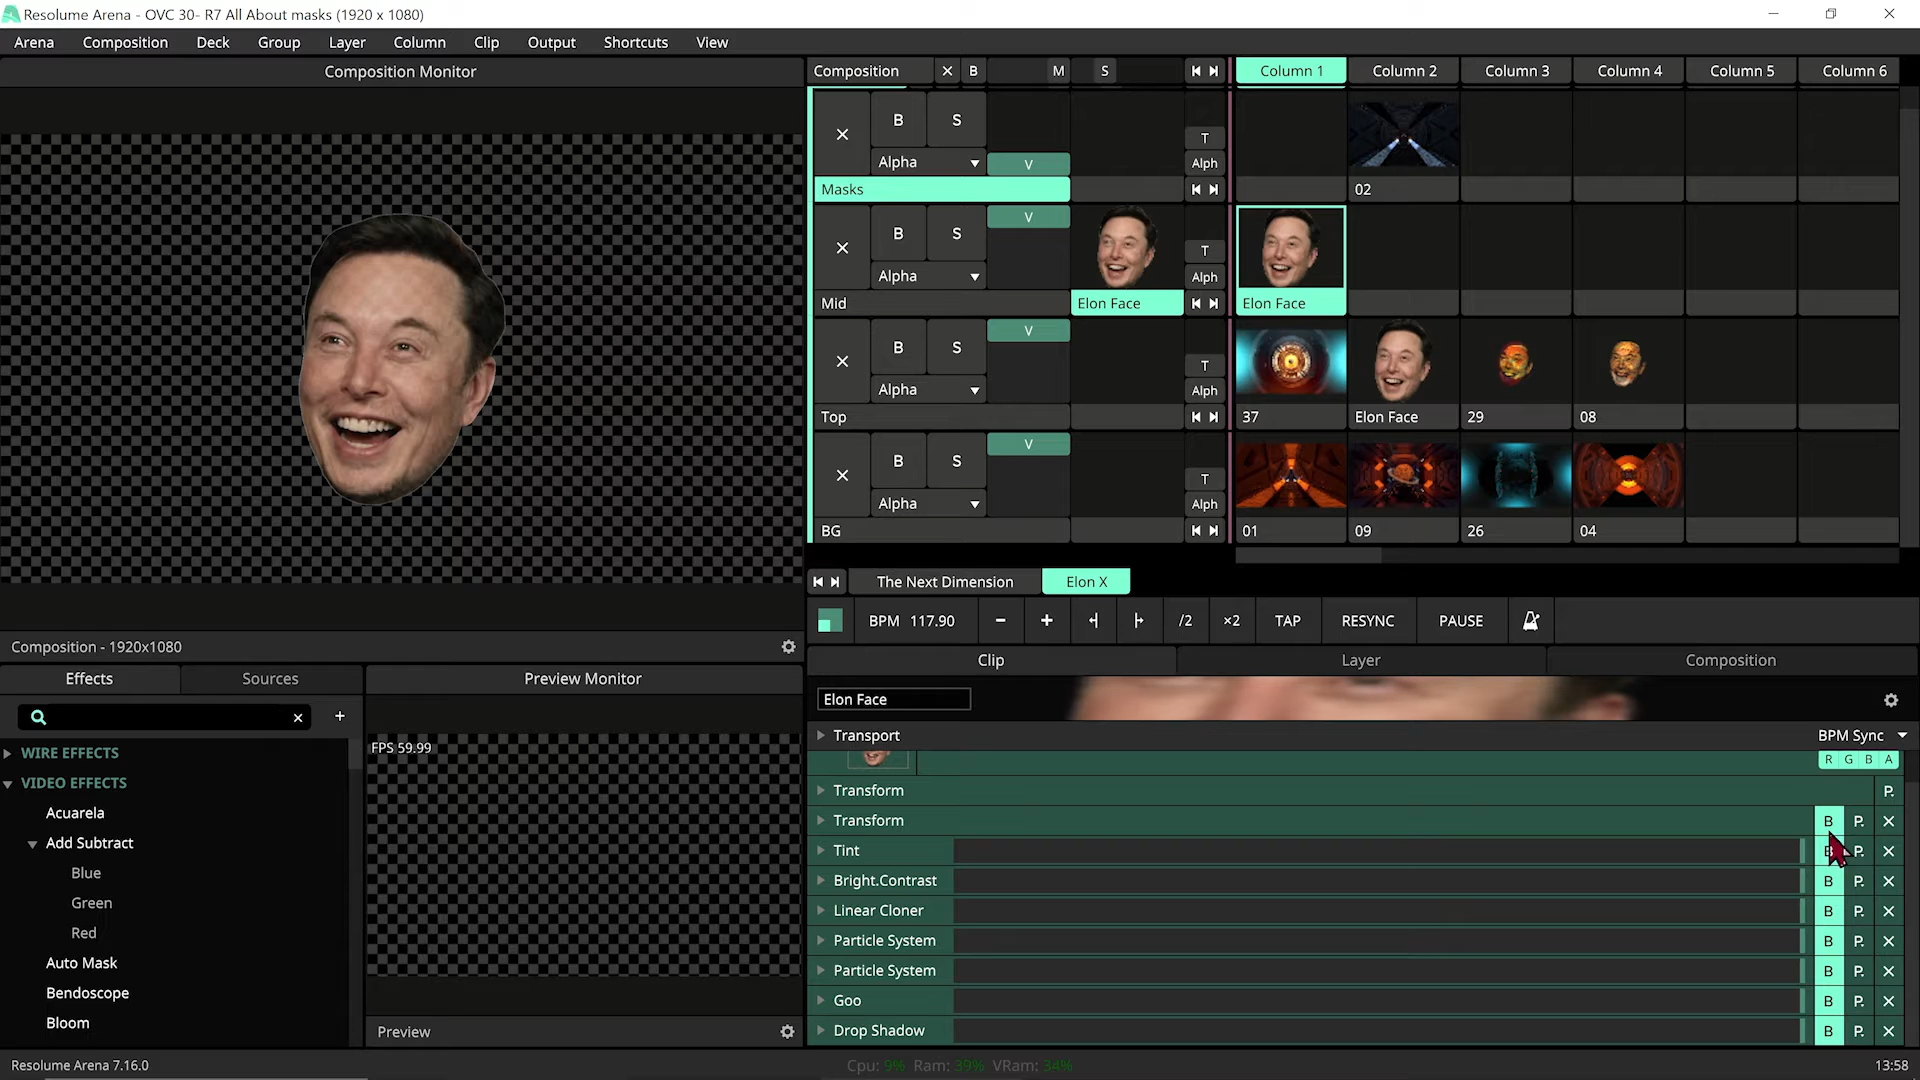 Resolume Arena - OVC 30- R7 All About masks (1920 x 1080)
Arena Composition Deck Group Layer Column Clip Output Shortcuts View
Composition Monitor
Composition - 1920x1080
Composition B M S Column 1 Column 2 Column 3 Column 4 Column 5 Column 6
B S T
Alpha V Alph
Masks 02
B S V T
Alpha Alph
Mid Elon Face Elon Face
B S V T
Alpha Alph
Top 37 Elon Face 29 08
B S V T
Alpha Alph
BG 01 09 26 04
The Next Dimension Elon X
BPM 117.90 - + /2 ×2 TAP RESYNC PAUSE
Effects Sources
WIRE EFFECTS
VIDEO EFFECTS
Acuarela
Add Subtract
Blue
Green
Red
Auto Mask
Bendoscope
Bloom
Preview Monitor
FPS 59.99
Preview
Clip Layer Composition
Elon Face
Transport BPM Sync
R G B A
Transform P.
Transform B P.
Tint P.
Bright.Contrast B P.
Linear Cloner B P.
Particle System B P.
Particle System B P.
Goo B P.
Drop Shadow B P.
Resolume Arena 7.16.0 Cpu: 9% Ram: 39% VRam: 34% 13:58